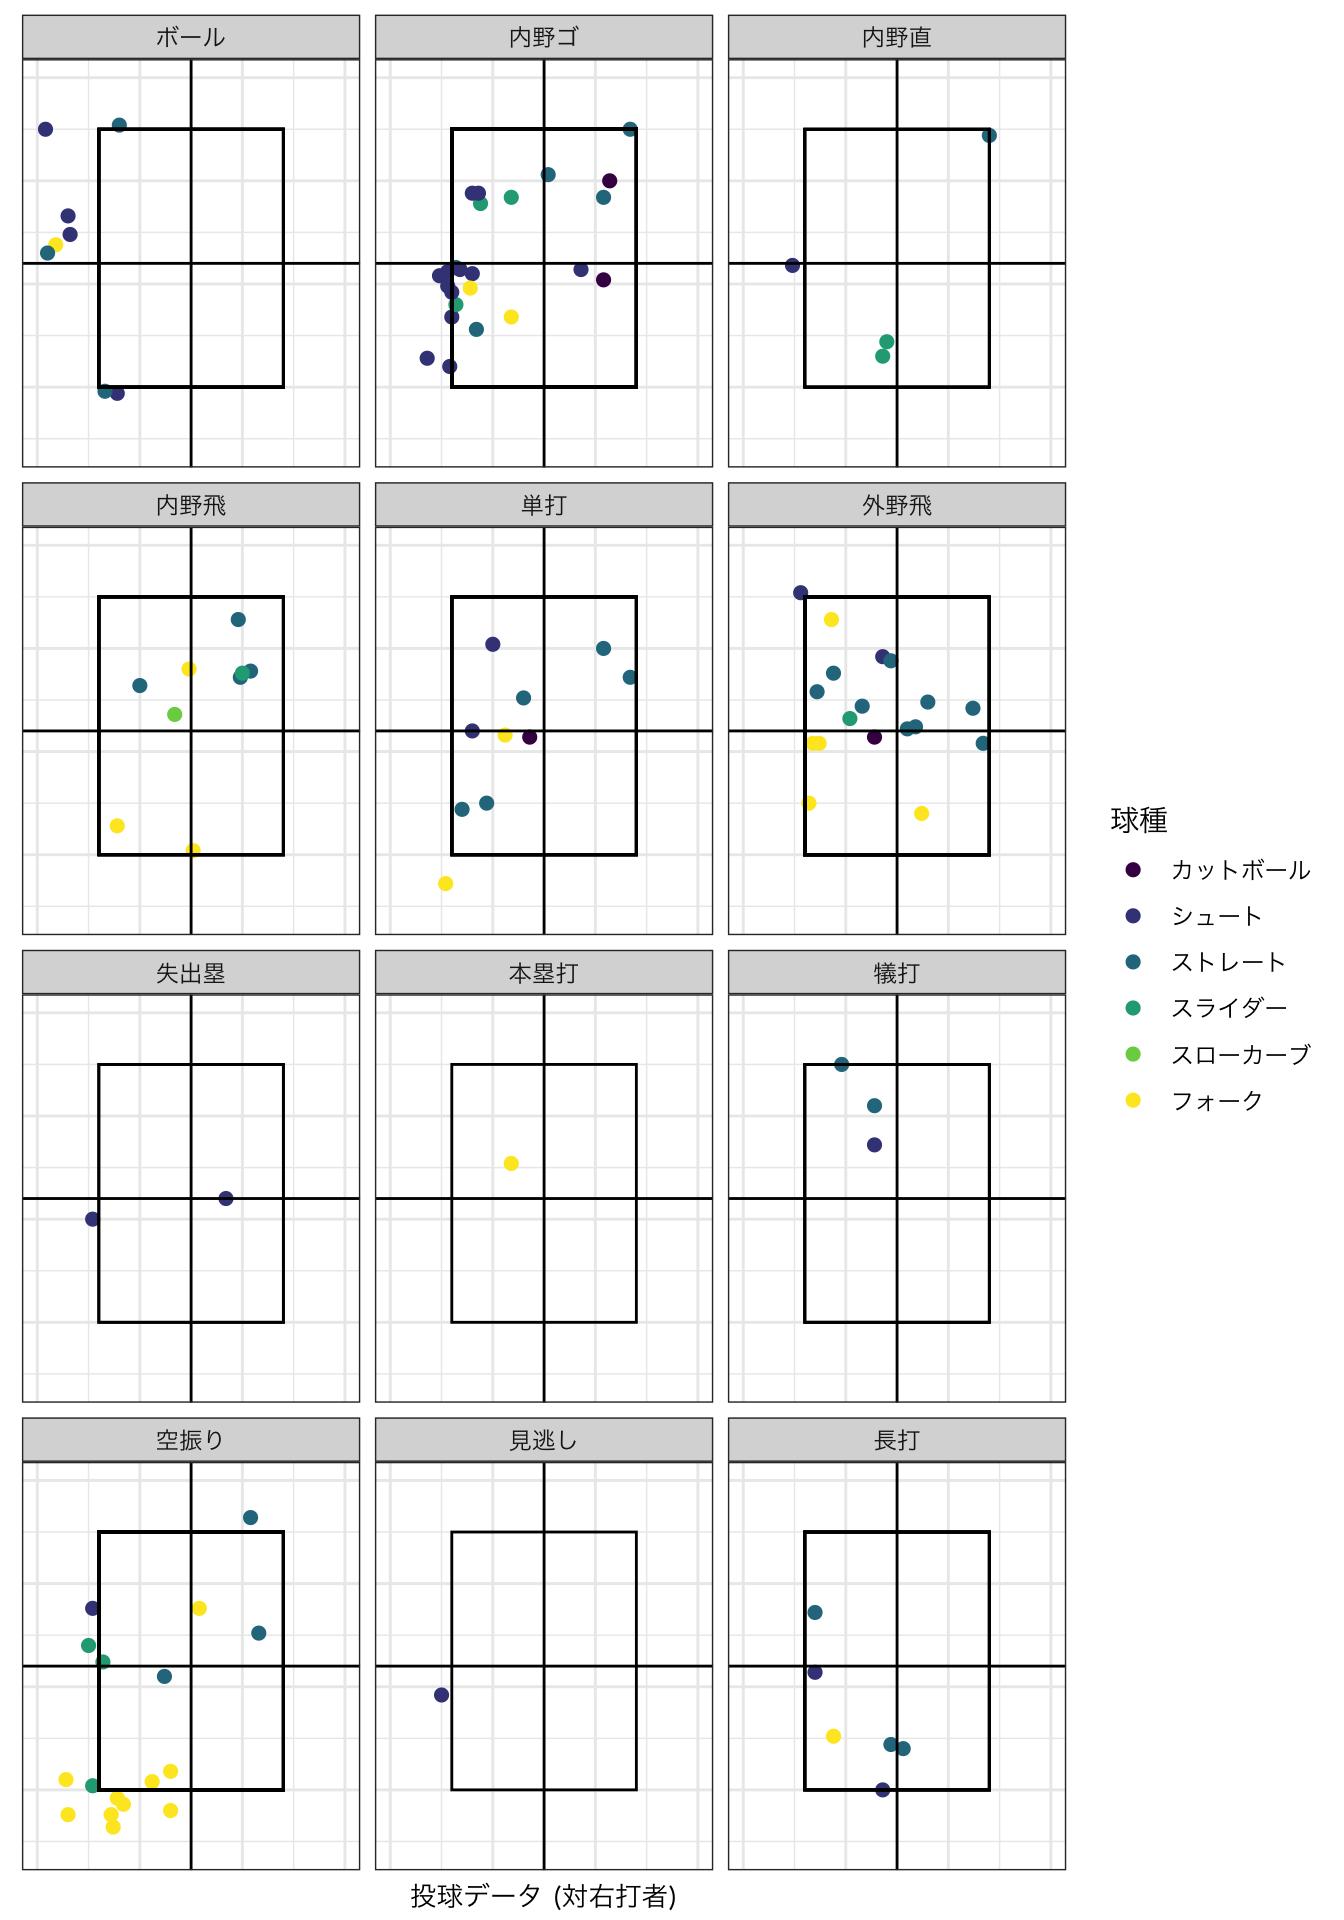 ボール
内野ゴ
内野直
内野飛
単打
外野飛
失出塁
本塁打
犠打
空振り
見逃し
長打
投球データ (対右打者)
球種
カットボール
シュート
ストレート
スライダー
スローカーブ
フォーク